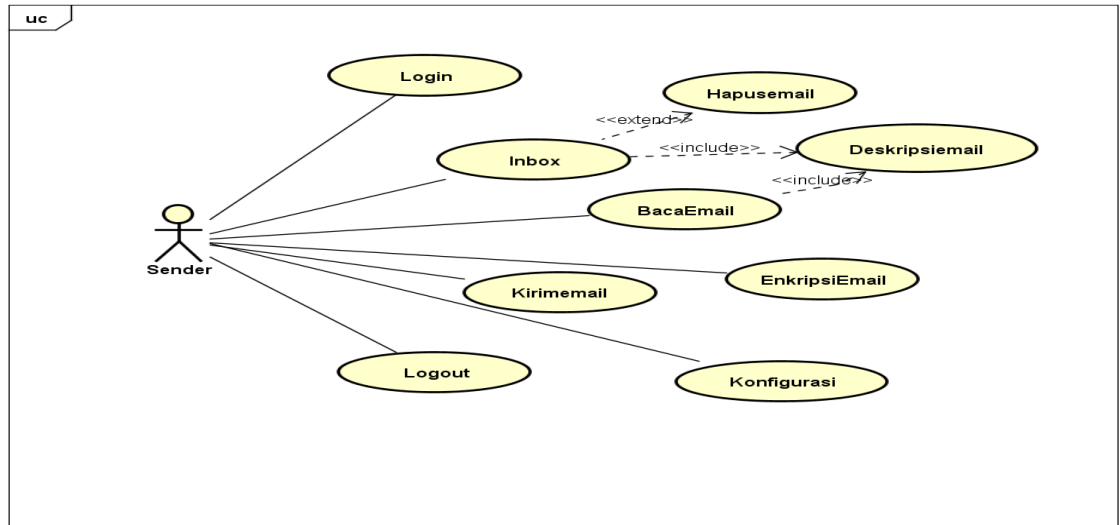 uc
Login
Hapusemail
<<extend>>
Inbox
<<include>>
Deskripsiemail
<<include>>
BacaEmail
Sender
EnkripsiEmail
Kirimemail
Logout
Konfigurasi